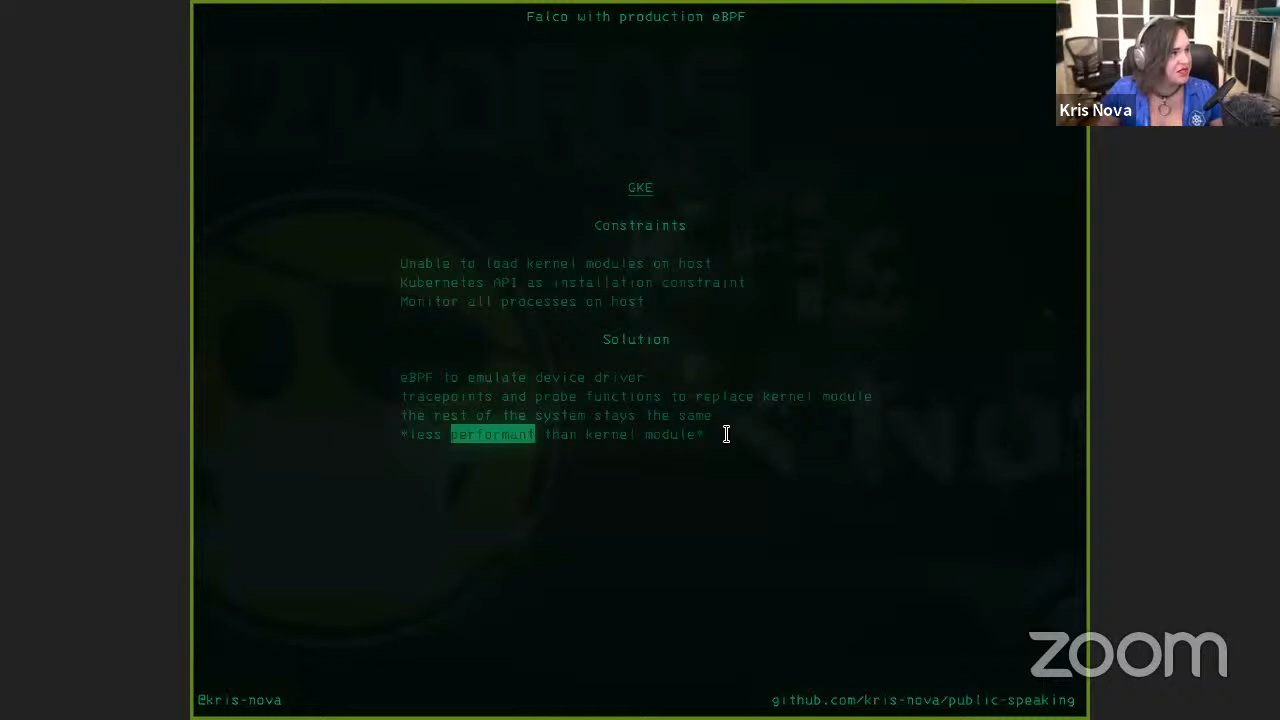 Falco with production eBPF
Kris Nova
GKE
Constraints
Unable to load kernel modules on host
Kubernetes API as installation constraint
Monitor all processes on host
Solution
eBPF to emulate device driver
tracepoints and probe functions to replace kernel module
the rest of the system stays the same
*less performant than kernel module*
zoom
@kris-nova
github.com/kris-nova/public-speaking